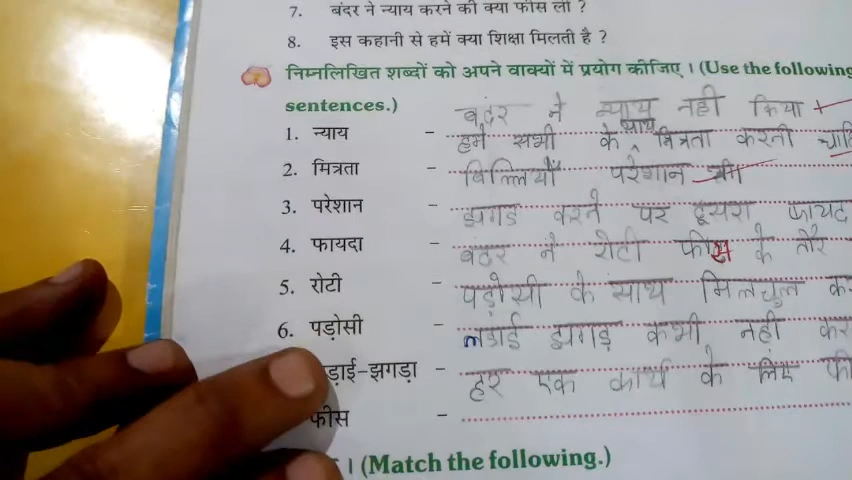 7. बंदर ने न्याय करने की क्या फीस ली ?
8. इस कहानी से हमें क्या शिक्षा मिलती है ?
निम्नलिखित शब्दों को अपने वाक्यों में प्रयोग कीजिए । (Use the following
sentences.)
1. न्याय - बंदर ने न्याय नही किया
2. मित्रता - हमे सभी के साथ मित्रता करनी चाहि
3. परेशान - बिल्लियाँ परेशान थी।
4. फायदा - झगडे करने पर दूसरा फायद
5. रोटी - बंदर ने रोटी फीस के तौर
6. पड़ोसी - पड़ोसी के साथ मिलजुल कर
ड़ाई-झगड़ा - लडाई झगड़े कभी नही कर
फीस - हर एक कार्य के लिए फी
। (Match the following.)